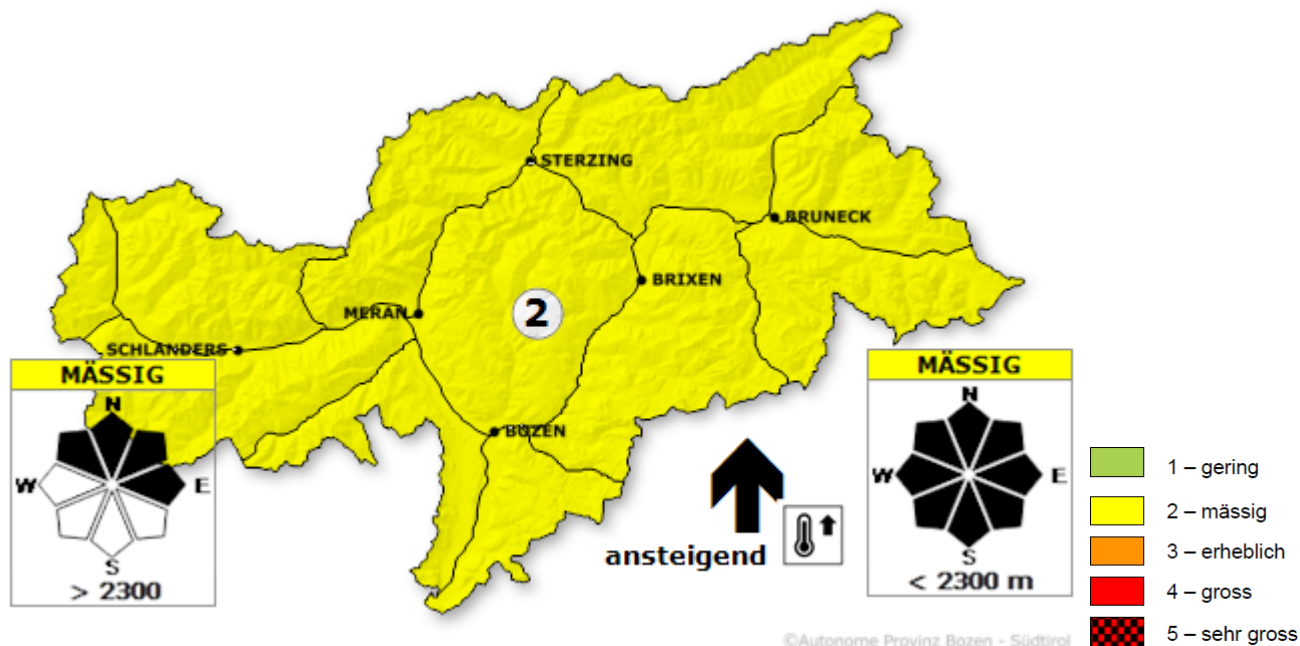 STERZING
BRUNECK
BRIXEN
2
MERAN
SCHLANDERS
MÄSSIG
N
W
E
S
> 2300
BOZEN
ansteigend
MÄSSIG
N
W
E
S
< 2300 m
1 – gering
2 – mässig
3 – erheblich
4 – gross
5 – sehr gross
©Autonome Provinz Bozen - Südtirol